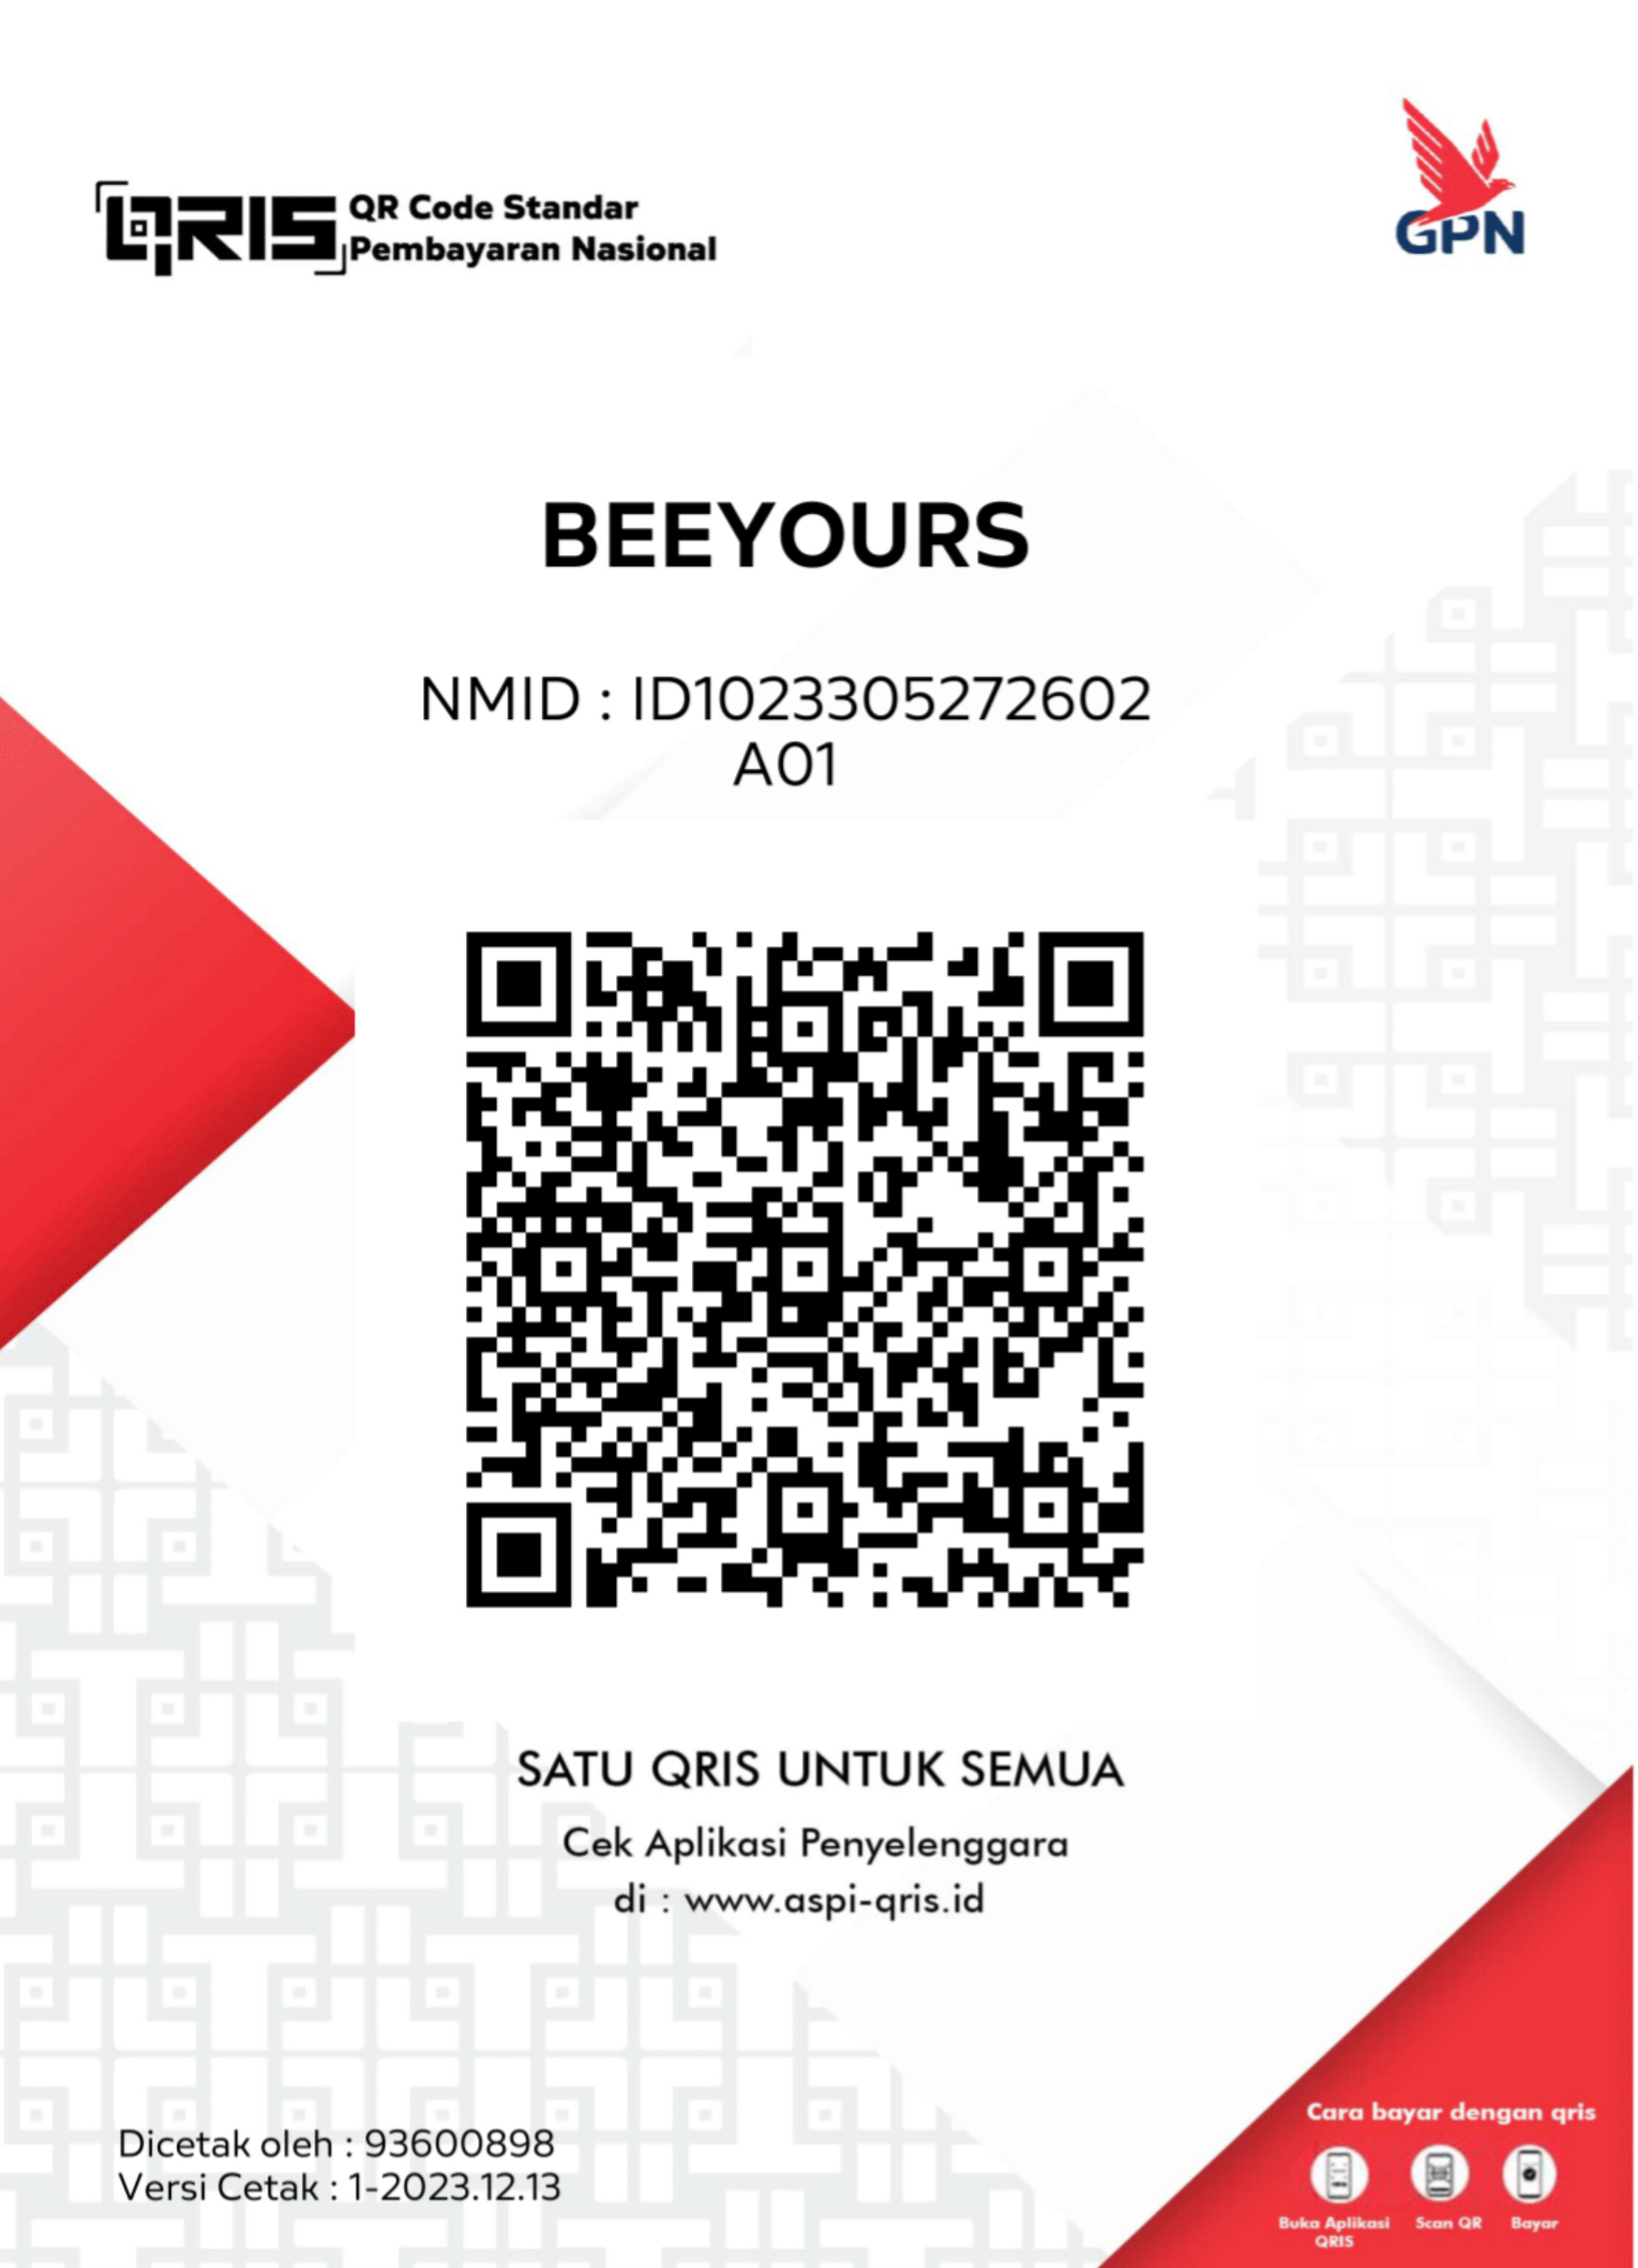 QRIS QR Code Standar
Pembayaran Nasional
GPN
BEEYOURS
NMID : ID1023305272602
A01
SATU QRIS UNTUK SEMUA
Cek Aplikasi Penyelenggara
di : www.aspi-qris.id
Dicetak oleh : 93600898
Versi Cetak : 1-2023.12.13
Cara bayar dengan qris
Buka Aplikasi QRIS
Scan QR
Bayar